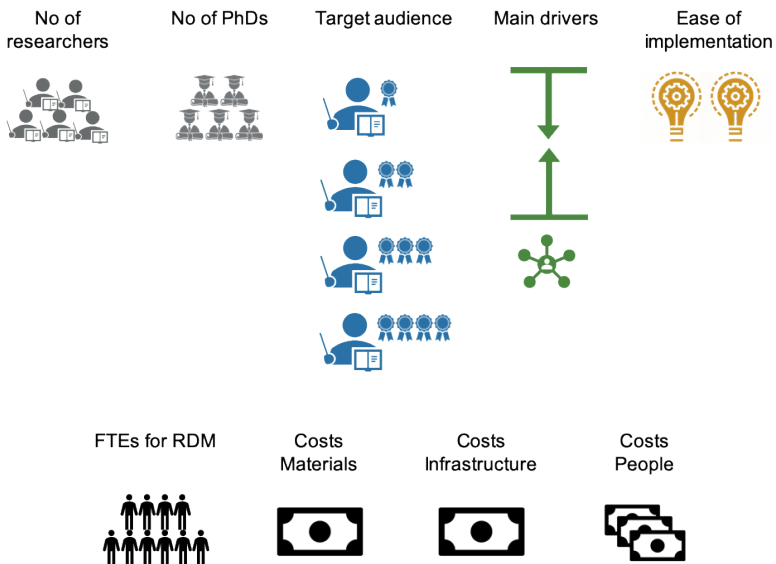 No of
researchers
No of PhDs
Target audience
Main drivers
Ease of
implementation
FTEs for RDM
Costs
Materials
Costs
Infrastructure
Costs
People